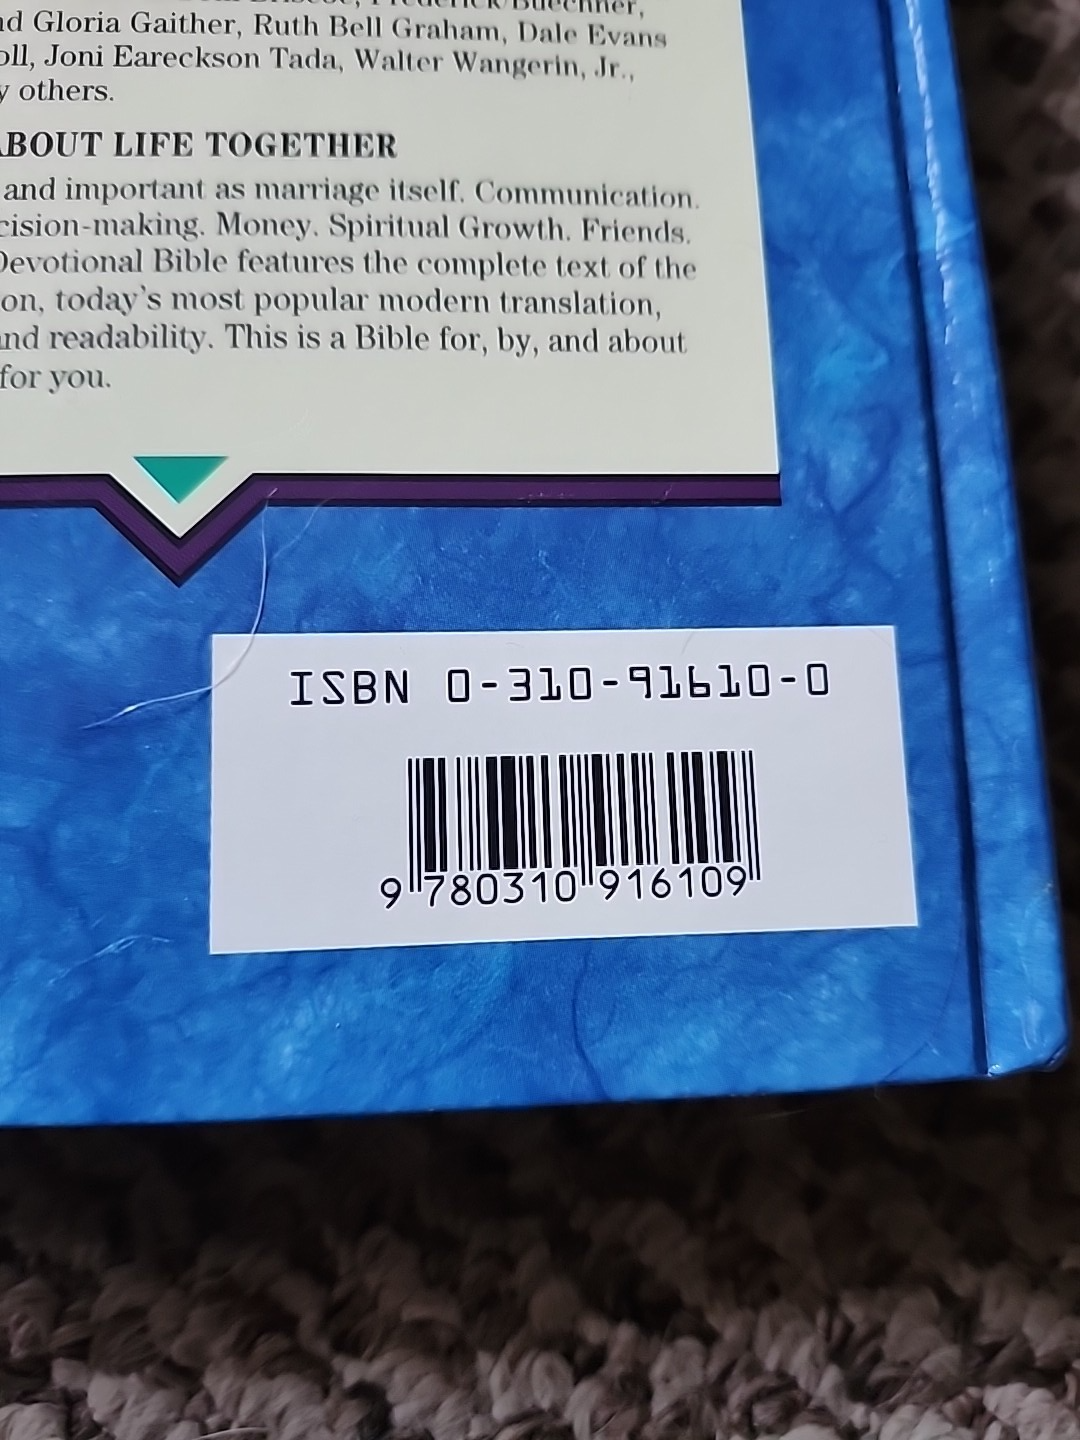 Frederick Buechner,
nd Gloria Gaither, Ruth Bell Graham, Dale Evans
oll, Joni Eareckson Tada, Walter Wangerin, Jr.,
y others.
ABOUT LIFE TOGETHER
and important as marriage itself. Communication.
cision-making. Money. Spiritual Growth. Friends.
Devotional Bible features the complete text of the
on, today's most popular modern translation,
nd readability. This is a Bible for, by, and about
for you.
ISBN 0-310-91610-0
9 780310 916109